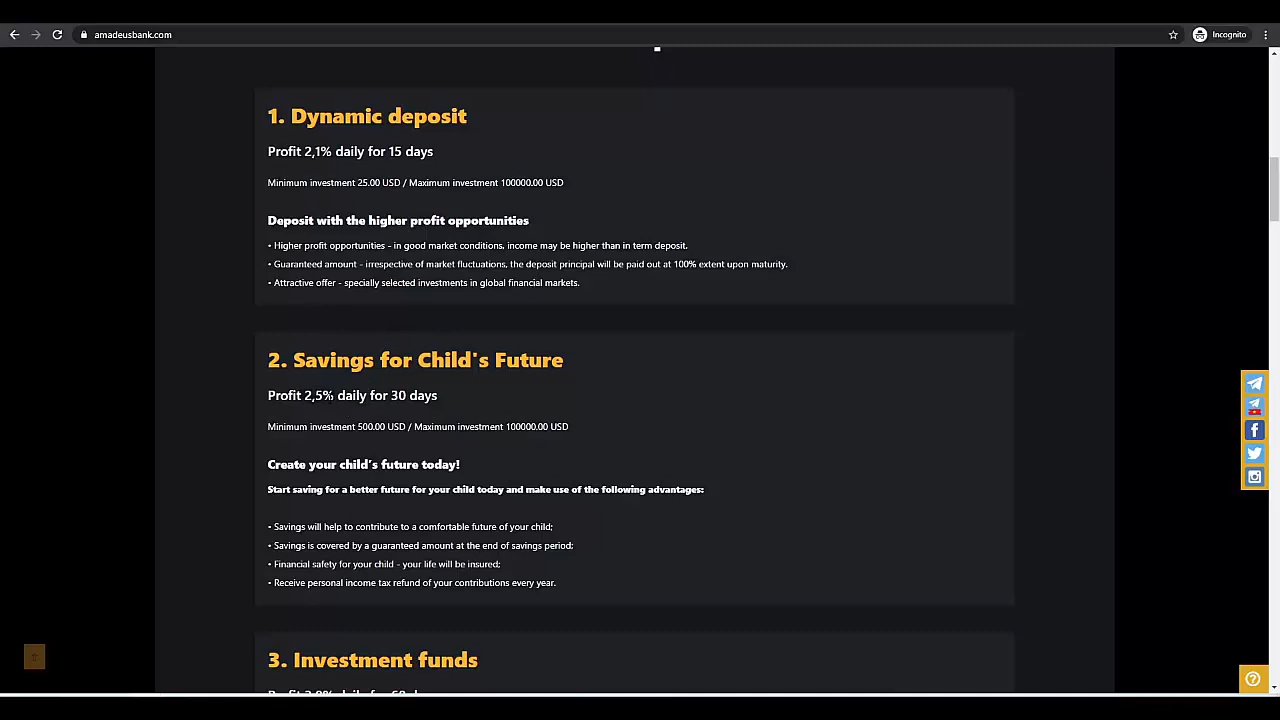 amadeusbank.com
Incognito
1. Dynamic deposit
Profit 2,1% daily for 15 days
Minimum investment 25.00 USD / Maximum investment 100000.00 USD
Deposit with the higher profit opportunities
• Higher profit opportunities - in good market conditions, income may be higher than in term deposit.
• Guaranteed amount - irrespective of market fluctuations, the deposit principal will be paid out at 100% extent upon maturity.
• Attractive offer - specially selected investments in global financial markets.
2. Savings for Child's Future
Profit 2,5% daily for 30 days
Minimum investment 500.00 USD / Maximum investment 100000.00 USD
Create your child's future today!
Start saving for a better future for your child today and make use of the following advantages:
• Savings will help to contribute to a comfortable future of your child;
• Savings is covered by a guaranteed amount at the end of savings period;
• Financial safety for your child - your life will be insured;
• Receive personal income tax refund of your contributions every year.
3. Investment funds